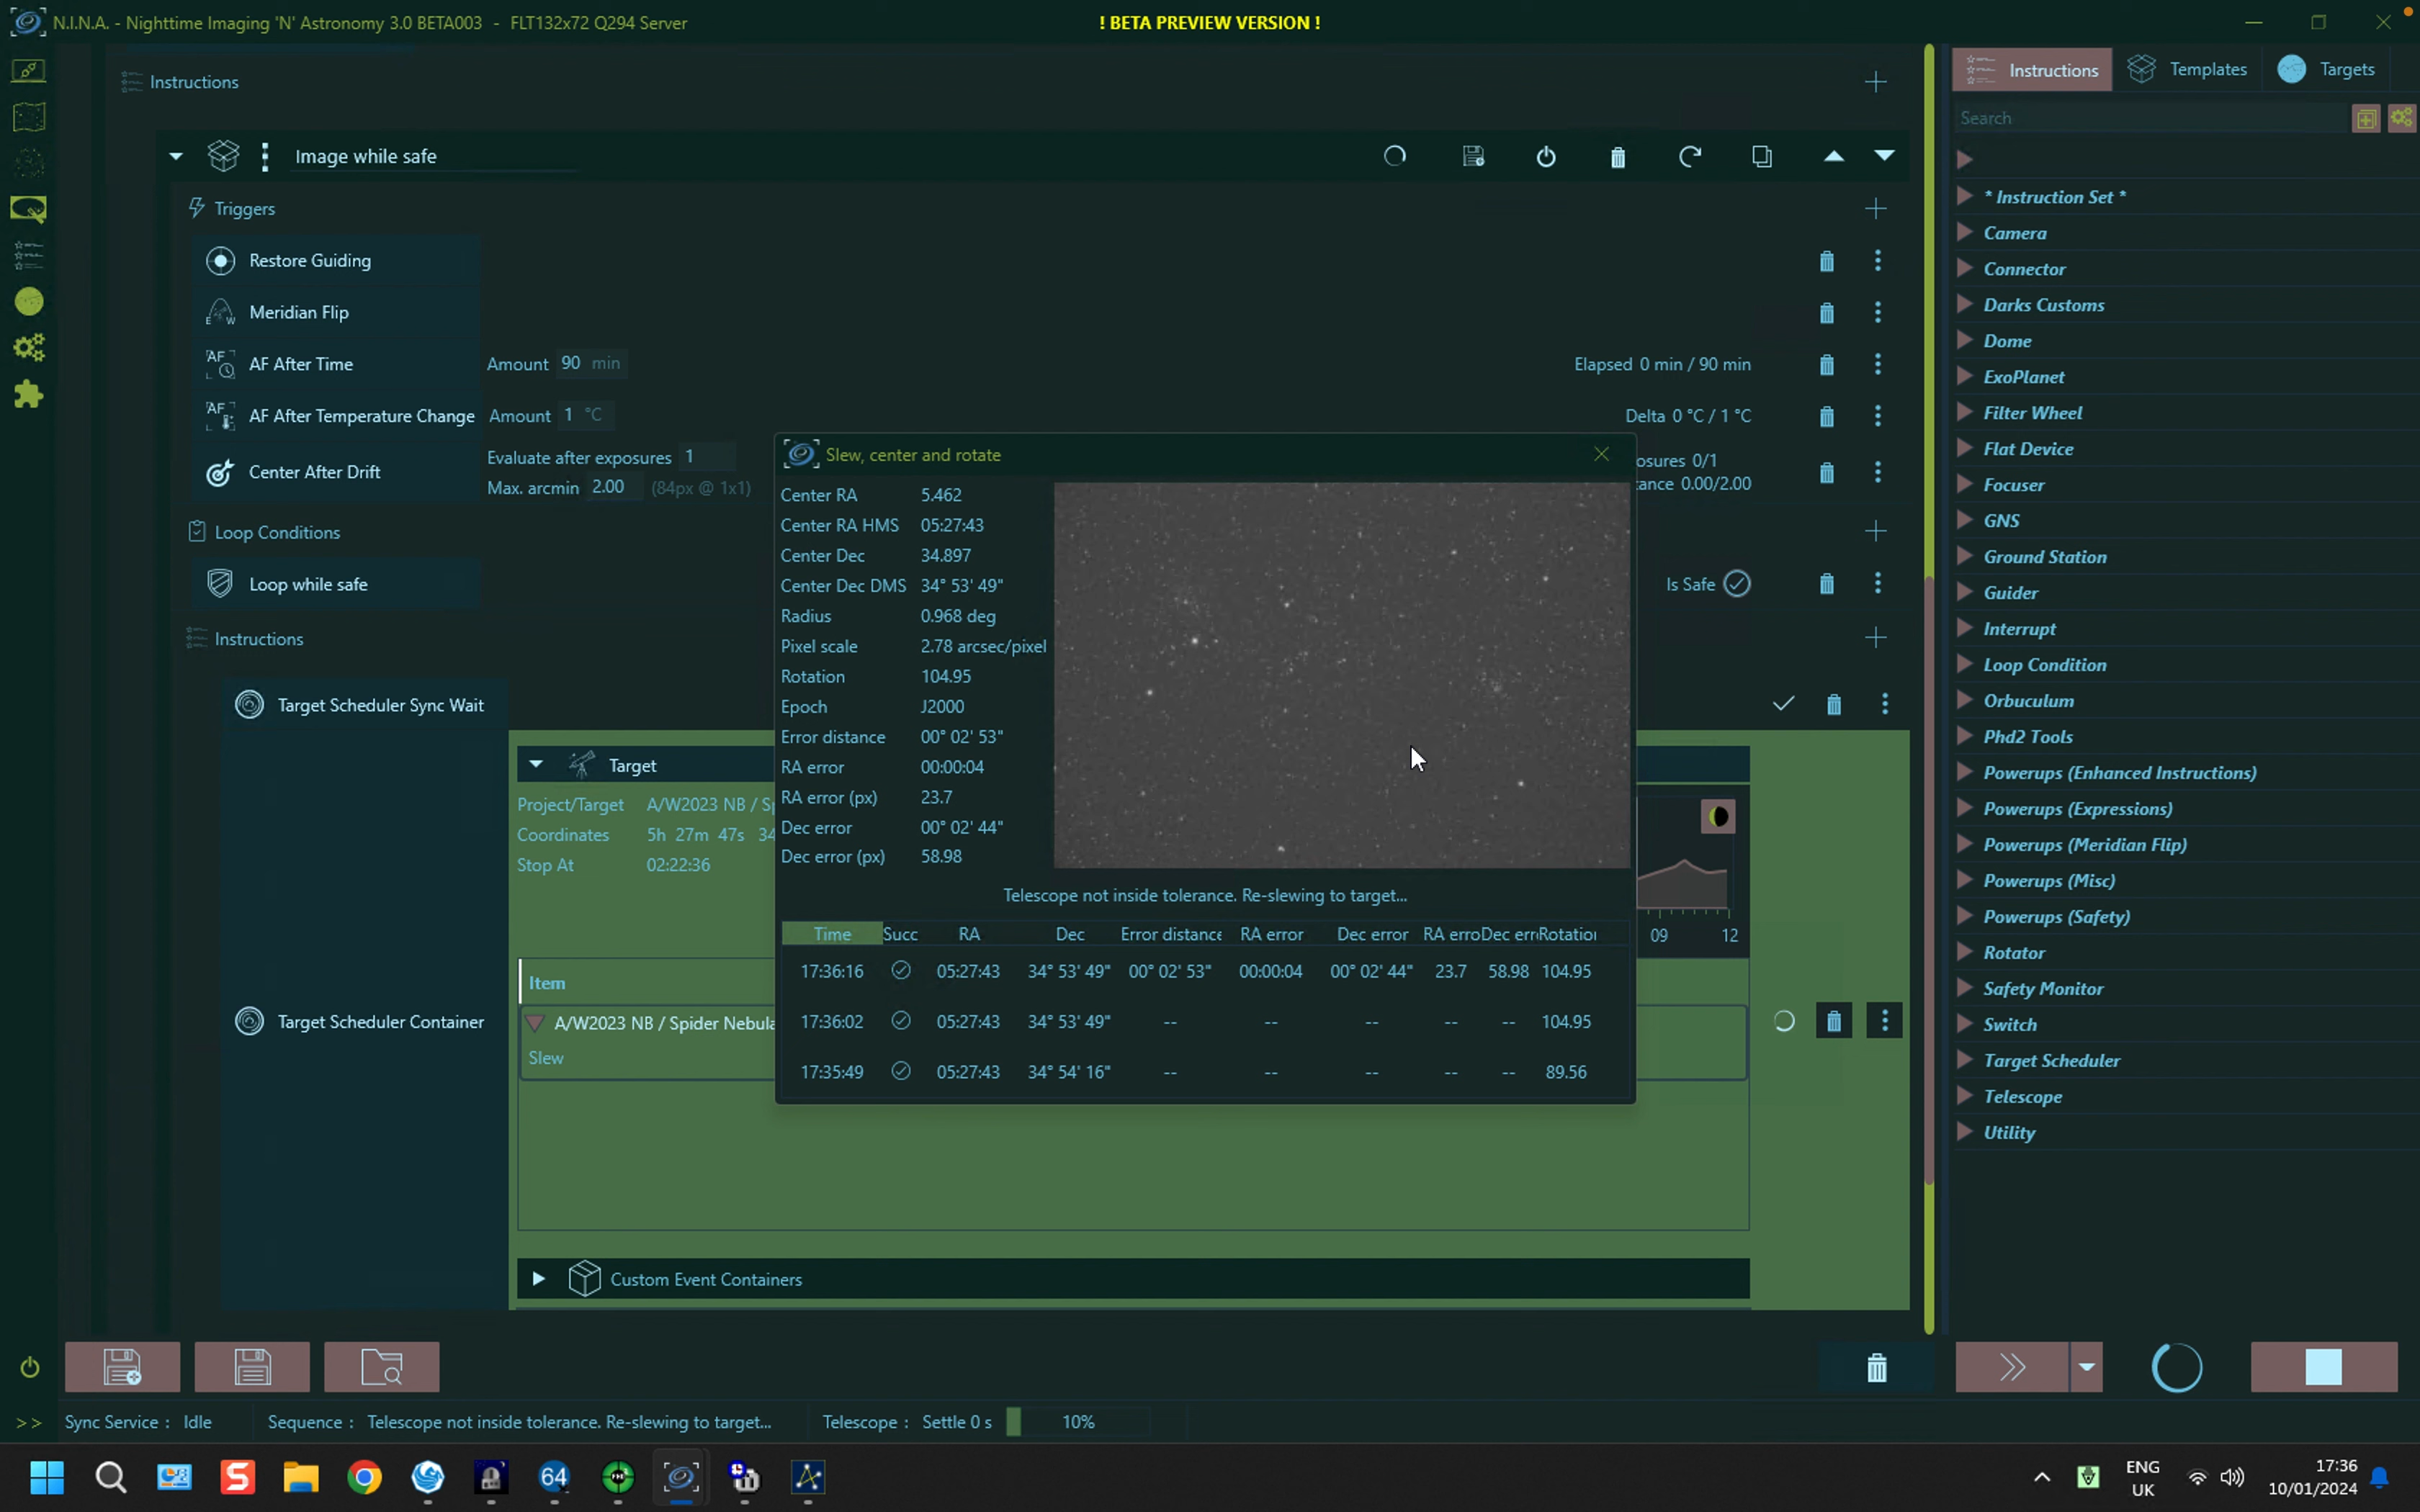 N.I.N.A. - Nighttime Imaging 'N' Astronomy 3.0 BETA003 - FLT132x72 Q294 Server
! BETA PREVIEW VERSION !
Instructions
Instructions
Templates
Targets
Search
Image while safe
Triggers
Restore Guiding
Meridian Flip
AF After Time Amount 90 min Elapsed 0 min / 90 min
AF After Temperature Change Amount 1 °C Delta 0 °C / 1 °C
Center After Drift
Evaluate after exposures 1
Max. arcmin 2.00 (84px @ 1x1)
osures 0/1
ance 0.00/2.00
Loop Conditions
Loop while safe Is Safe
Instructions
Target Scheduler Sync Wait
Target Scheduler Container
Target
Project/Target A/W2023 NB / Sp
Coordinates 5h 27m 47s 34
Stop At 02:22:36
09 12
Item
A/W2023 NB / Spider Nebula
Slew
Custom Event Containers
Slew, center and rotate
Center RA 5.462
Center RA HMS 05:27:43
Center Dec 34.897
Center Dec DMS 34° 53' 49"
Radius 0.968 deg
Pixel scale 2.78 arcsec/pixel
Rotation 104.95
Epoch J2000
Error distance 00° 02' 53"
RA error 00:00:04
RA error (px) 23.7
Dec error 00° 02' 44"
Dec error (px) 58.98
Telescope not inside tolerance. Re-slewing to target...
Time Succ RA Dec Error distance RA error Dec error RA erro Dec err Rotation
17:36:16 05:27:43 34° 53' 49" 00° 02' 53" 00:00:04 00° 02' 44" 23.7 58.98 104.95
17:36:02 05:27:43 34° 53' 49" -- -- -- -- -- 104.95
17:35:49 05:27:43 34° 54' 16" -- -- -- -- -- 89.56
* Instruction Set *
Camera
Connector
Darks Customs
Dome
ExoPlanet
Filter Wheel
Flat Device
Focuser
GNS
Ground Station
Guider
Interrupt
Loop Condition
Orbuculum
Phd2 Tools
Powerups (Enhanced Instructions)
Powerups (Expressions)
Powerups (Meridian Flip)
Powerups (Misc)
Powerups (Safety)
Rotator
Safety Monitor
Switch
Target Scheduler
Telescope
Utility
>> Sync Service : Idle Sequence : Telescope not inside tolerance. Re-slewing to target... Telescope : Settle 0 s 10%
64
ENG
UK
17:36
10/01/2024